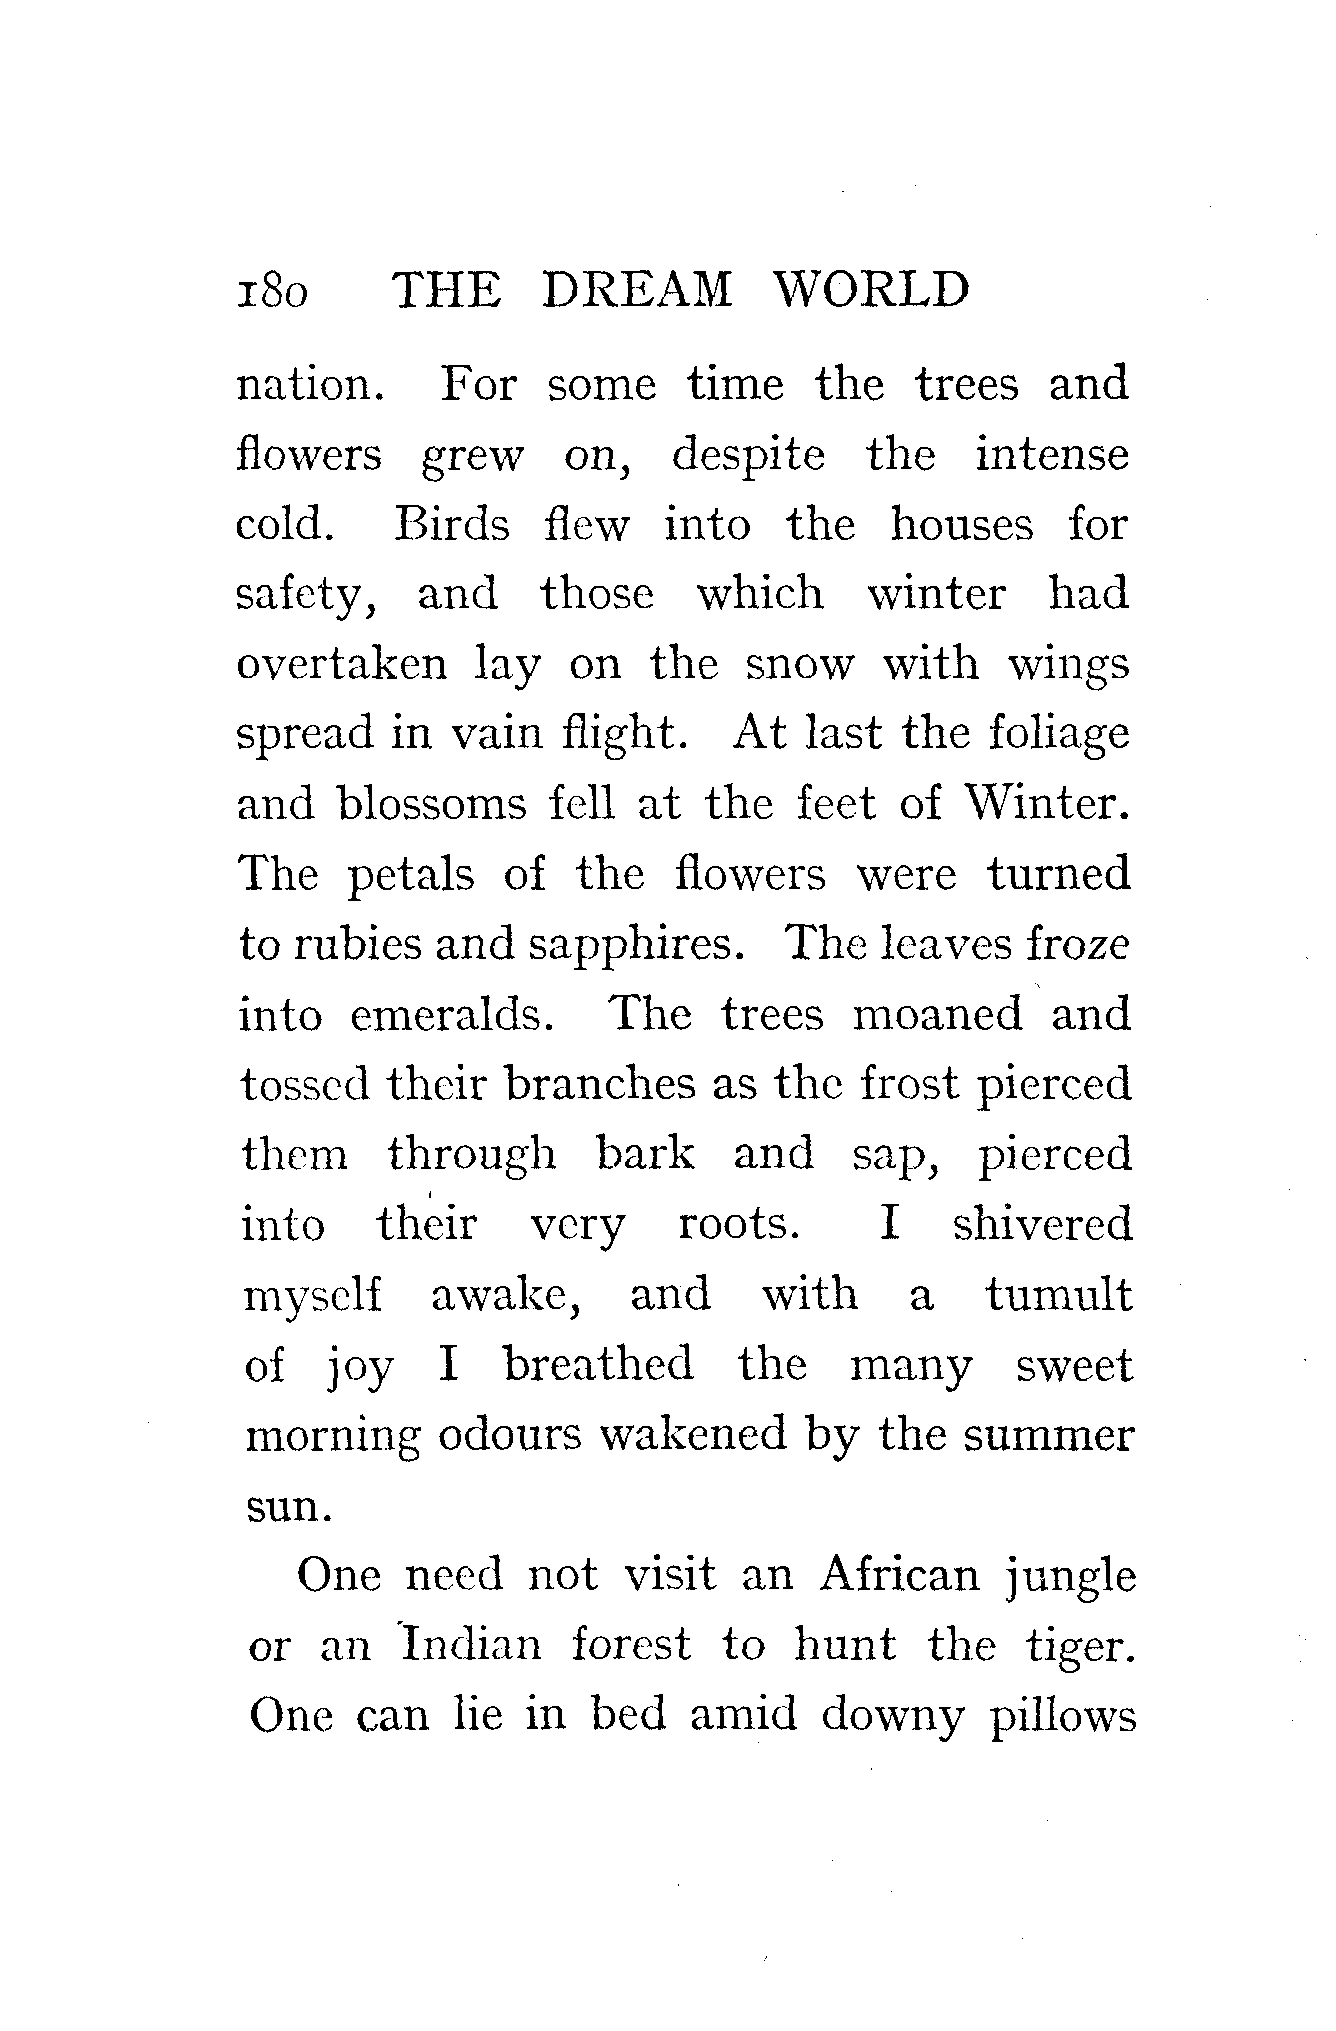 180 THE DREAM WORLD
nation. For some time the trees and
flowers grew on, despite the intense
cold. Birds flew into the houses for
safety, and those which winter had
overtaken lay on the snow with wings
spread in vain flight. At last the foliage
and blossoms fell at the feet of Winter.
The petals of the flowers were turned
to rubies and sapphires. The leaves froze
into emeralds. The trees moaned and
tossed their branches as the frost pierced
them through bark and sap, pierced
into their very roots. I shivered
myself awake, and with a tumult
of joy I breathed the many sweet
morning odours wakened by the summer
sun.
One need not visit an African jungle
or an Indian forest to hunt the tiger.
One can lie in bed amid downy pillows